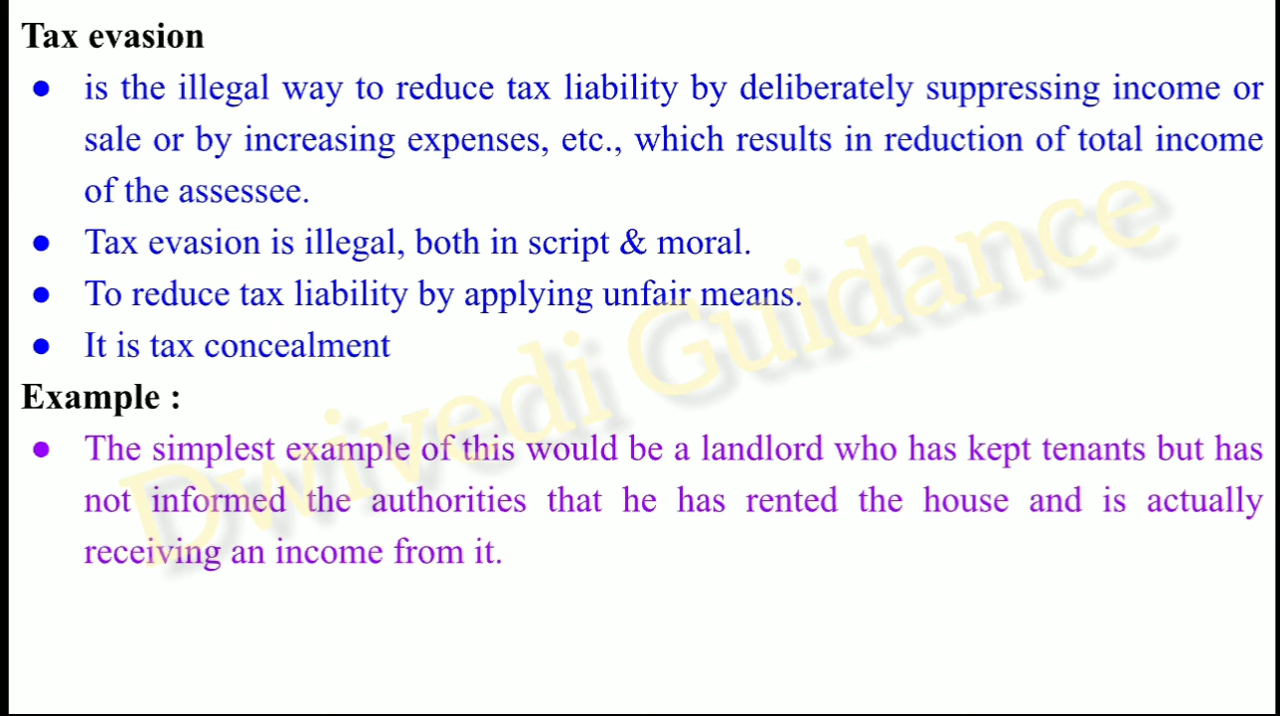 Tax evasion
● is the illegal way to reduce tax liability by deliberately suppressing income or
sale or by increasing expenses, etc., which results in reduction of total income
of the assessee.
● Tax evasion is illegal, both in script & moral.
● To reduce tax liability by applying unfair means.
● It is tax concealment
Example :
● The simplest example of this would be a landlord who has kept tenants but has
not informed the authorities that he has rented the house and is actually
receiving an income from it.
Dwivedi Guidance